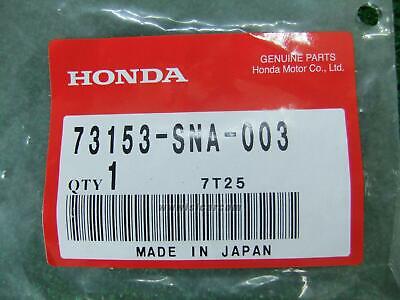 GENUINE PARTS
Honda Motor Co., Ltd.
HONDA
73153-SNA-003
QTY 1
7T25
MADE IN JAPAN